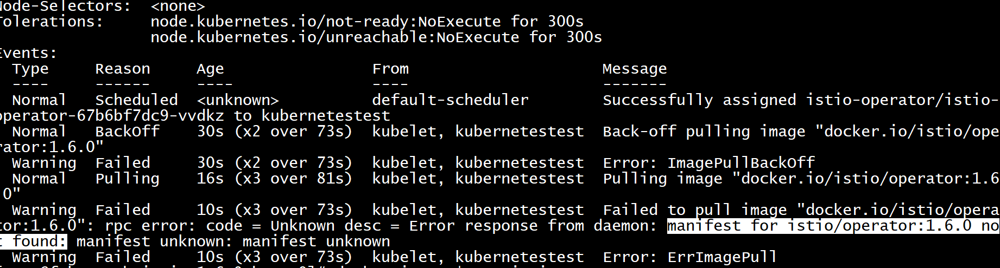 Node-Selectors:  <none>
Tolerations:     node.kubernetes.io/not-ready:NoExecute for 300s
node.kubernetes.io/unreachable:NoExecute for 300s
Events:
Type     Reason     Age                From                     Message
----     ------     ----               ----                     -------
Normal   Scheduled  <unknown>          default-scheduler        Successfully assigned istio-operator/istio-
operator-67b6bf7dc9-vvdkz to kubernetestest
Normal   BackOff    30s (x2 over 73s)  kubelet, kubernetestest  Back-off pulling image "docker.io/istio/ope
rator:1.6.0"
Warning  Failed     30s (x2 over 73s)  kubelet, kubernetestest  Error: ImagePullBackOff
Normal   Pulling    16s (x3 over 81s)  kubelet, kubernetestest  Pulling image "docker.io/istio/operator:1.6
.0"
Warning  Failed     10s (x3 over 73s)  kubelet, kubernetestest  Failed to pull image "docker.io/istio/opera
tor:1.6.0": rpc error: code = Unknown desc = Error response from daemon: manifest for istio/operator:1.6.0 no
t found: manifest unknown: manifest unknown
Warning  Failed     10s (x3 over 73s)  kubelet, kubernetestest  Error: ErrImagePull